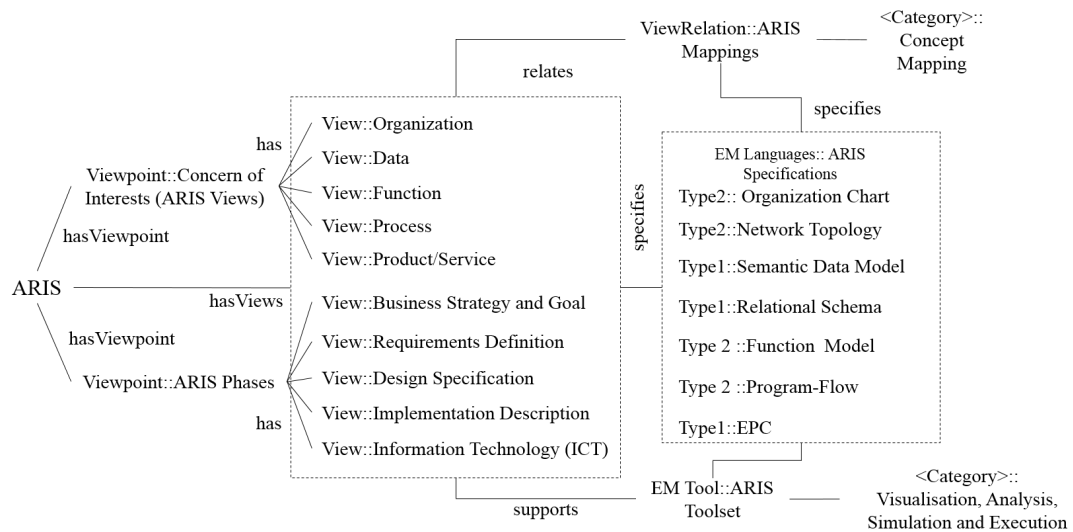 ViewRelation::ARIS
Mappings
<Category>::
Concept
Mapping
relates
specifies
has
View::Organization
View::Data
View::Function
View::Process
View::Product/Service
Viewpoint::Concern of
Interests (ARIS Views)
hasViewpoint
ARIS
hasViews
hasViewpoint
Viewpoint::ARIS Phases
has
View::Business Strategy and Goal
View::Requirements Definition
View::Design Specification
View::Implementation Description
View::Information Technology (ICT)
specifies
EM Languages:: ARIS
Specifications
Type2:: Organization Chart
Type2::Network Topology
Type1::Semantic Data Model
Type1::Relational Schema
Type 2 ::Function Model
Type 2 ::Program-Flow
Type1::EPC
supports
EM Tool::ARIS
Toolset
<Category>::
Visualisation, Analysis,
Simulation and Execution